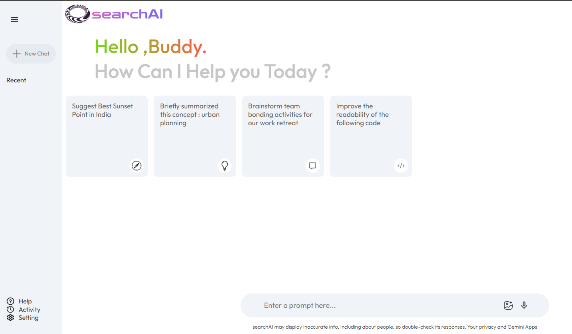 searchAI
Hello ,Buddy.
How Can I Help you Today ?
New Chat
Recent
Suggest Best Sunset
Point in India
Briefly summarized
this concept : urban
planning
Brainstorm team
bonding activities for
our work retreat
Improve the
readability of the
following code
Help
Activity
Setting
Enter a prompt here...
searchAI may display inaccurate info, including about people, so double-check its responses. Your privacy and Gemini Apps